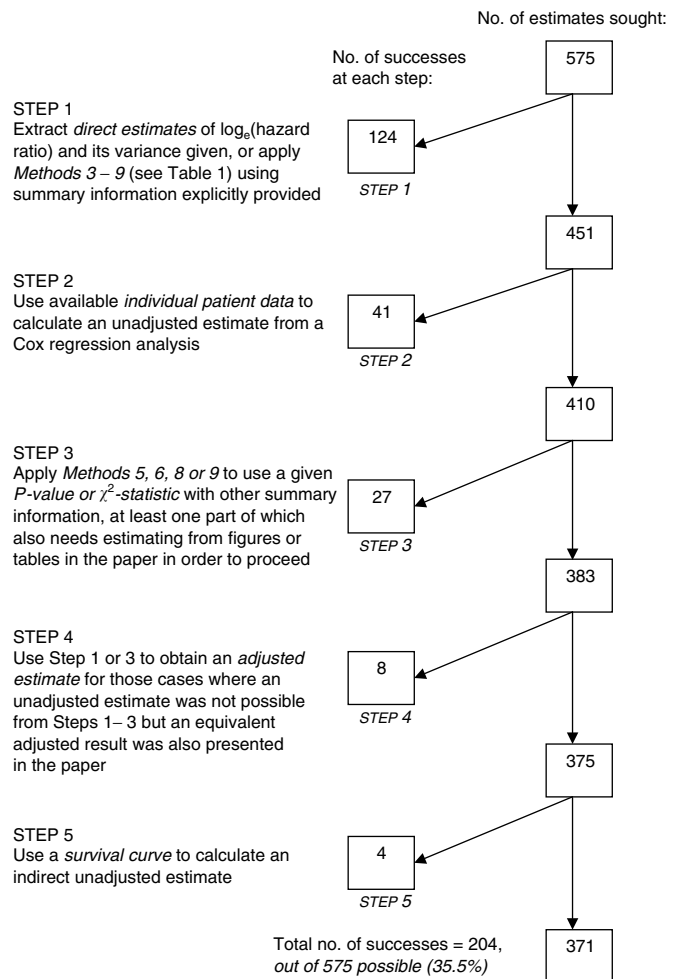 No. of estimates sought:
575
No. of successes
at each step:
STEP 1
Extract direct estimates of logₑ(hazard
ratio) and its variance given, or apply
Methods 3 – 9 (see Table 1) using
summary information explicitly provided
124
STEP 1
451
STEP 2
Use available individual patient data to
calculate an unadjusted estimate from a
Cox regression analysis
41
STEP 2
410
STEP 3
Apply Methods 5, 6, 8 or 9 to use a given
P-value or χ²-statistic with other summary
information, at least one part of which
also needs estimating from figures or
tables in the paper in order to proceed
27
STEP 3
383
STEP 4
Use Step 1 or 3 to obtain an adjusted
estimate for those cases where an
unadjusted estimate was not possible
from Steps 1– 3 but an equivalent
adjusted result was also presented
in the paper
8
STEP 4
375
STEP 5
Use a survival curve to calculate an
indirect unadjusted estimate
4
STEP 5
Total no. of successes = 204,
out of 575 possible (35.5%)
371